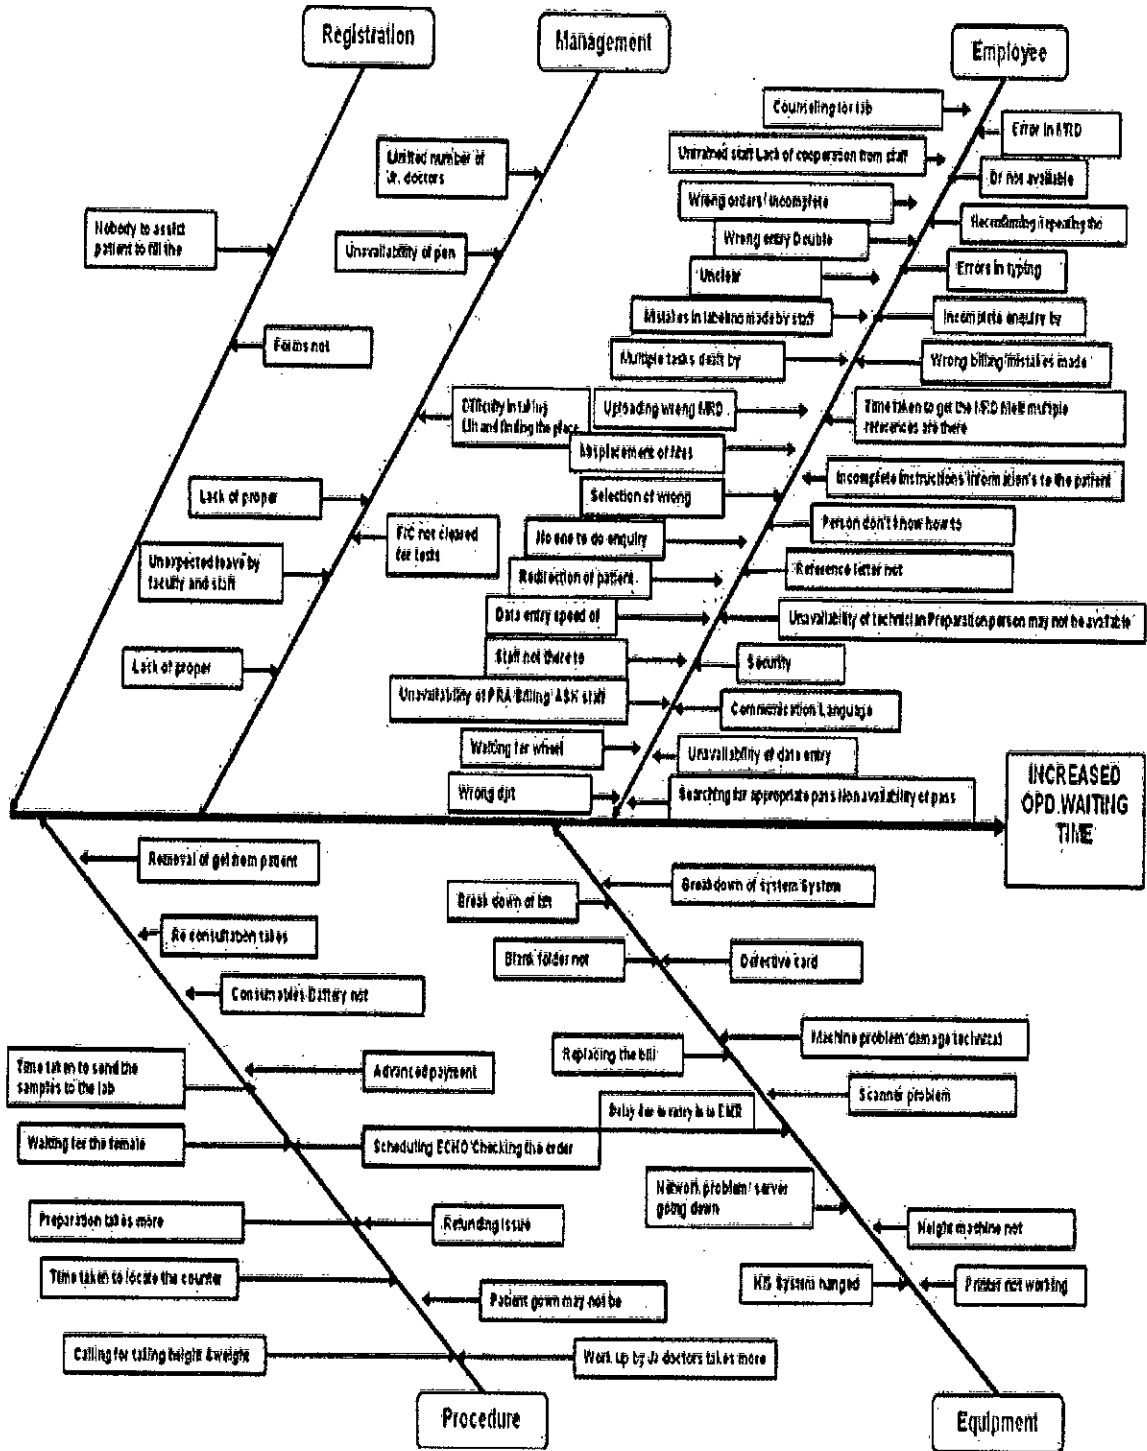 Registration
Management
Employee
Counseling for lab
Error in MRD
Limited number of
Jr. doctors
Untrained staff Lack of cooperation from staff
Dr not available
Wrong orders/ Incomplete
Nobody to assist
patient to fill the
Unavailability of pen
Wrong entry Double
Reconfirming/repeating the
Unclear
Errors in typing
Mistakes in labeling made by staff
Incomplete enquiry by
Forms not
Multiple tasks dealt by
Wrong billing/mistakes made
Difficulty in taking
and finding the place
Uploading wrong MRD
Time taken to get the MRD multiple
references are there
Misplacement of files
Incomplete instructions/information's to the patient
Lack of proper
Selection of wrong
Person don't know how to
F/C not cleared
for tests
No one to do enquiry
Unexpected leave by
faculty and staff
Redirection of patient
Reference letter not
Data entry speed of
Unavailability of technician Preparation person may not be available
Lack of proper
Staff not there to
Security
Unavailability of PRA/Billing/ staff
Communication/Language
Waiting for wheel
Unavailability of data entry
Wrong dpt
Searching for appropriate pass availability of pass
INCREASED
OPD.WAITING
TIME
Removal of gel from patient
Breakdown of system System
Break down of lift
Re consultation takes
Blank folder not
Defective card
Consumables/Battery not
Machine problem/damage technical
Replacing the
Time taken to send the
samples to the lab
Advanced payment
Scanner problem
Delay due to entry in to EMR
Waiting for the female
Scheduling ECHO/Checking the order
Network problem/ server
going down
Preparation takes more
Refunding Issue
Height machine not
Time taken to locate the counter
HIS System hanged
Printer not working
Patient gown may not be
Calling for taking height &weight
Work up by Jr doctors takes more
Procedure
Equipment